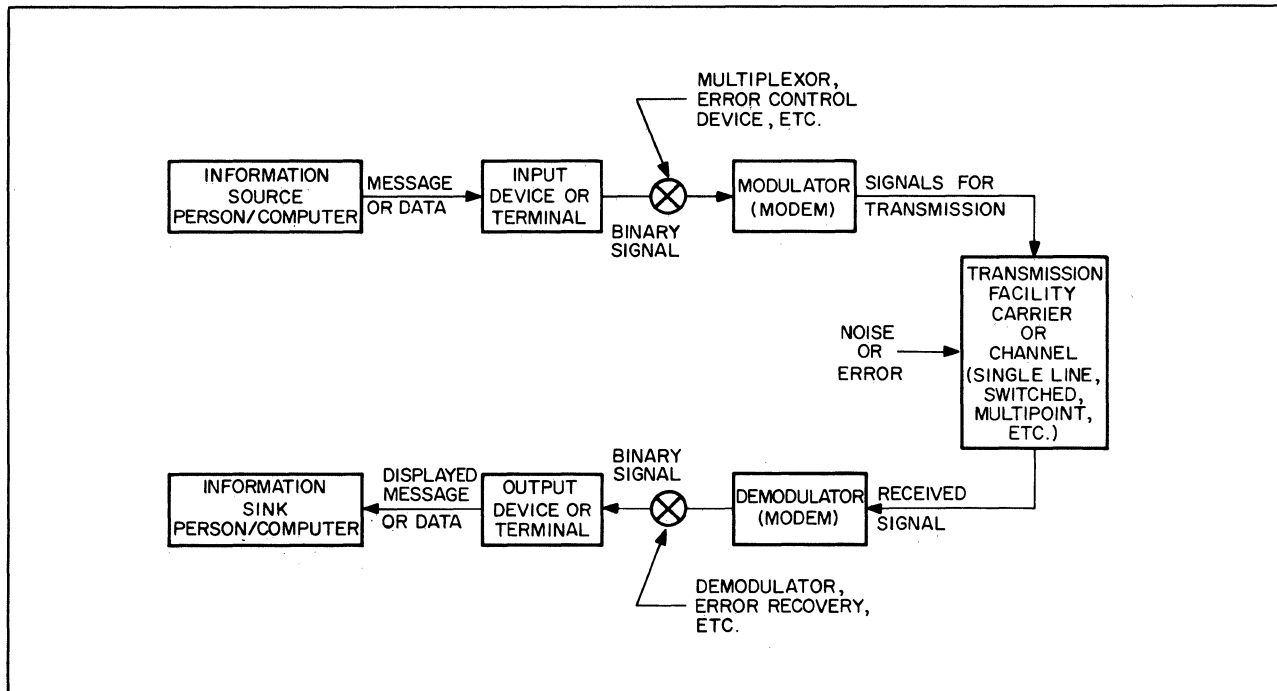 MULTIPLEXOR,
ERROR CONTROL
DEVICE, ETC.
INFORMATION
SOURCE
PERSON/COMPUTER
MESSAGE
OR DATA
INPUT
DEVICE OR
TERMINAL
BINARY
SIGNAL
MODULATOR
(MODEM)
SIGNALS FOR
TRANSMISSION
TRANSMISSION
FACILITY
CARRIER
OR
CHANNEL
(SINGLE LINE,
SWITCHED,
MULTIPOINT,
ETC.)
NOISE
OR
ERROR
INFORMATION
SINK
PERSON/COMPUTER
DISPLAYED
MESSAGE
OR DATA
OUTPUT
DEVICE OR
TERMINAL
BINARY
SIGNAL
DEMODULATOR
(MODEM)
RECEIVED
SIGNAL
DEMODULATOR,
ERROR RECOVERY,
ETC.